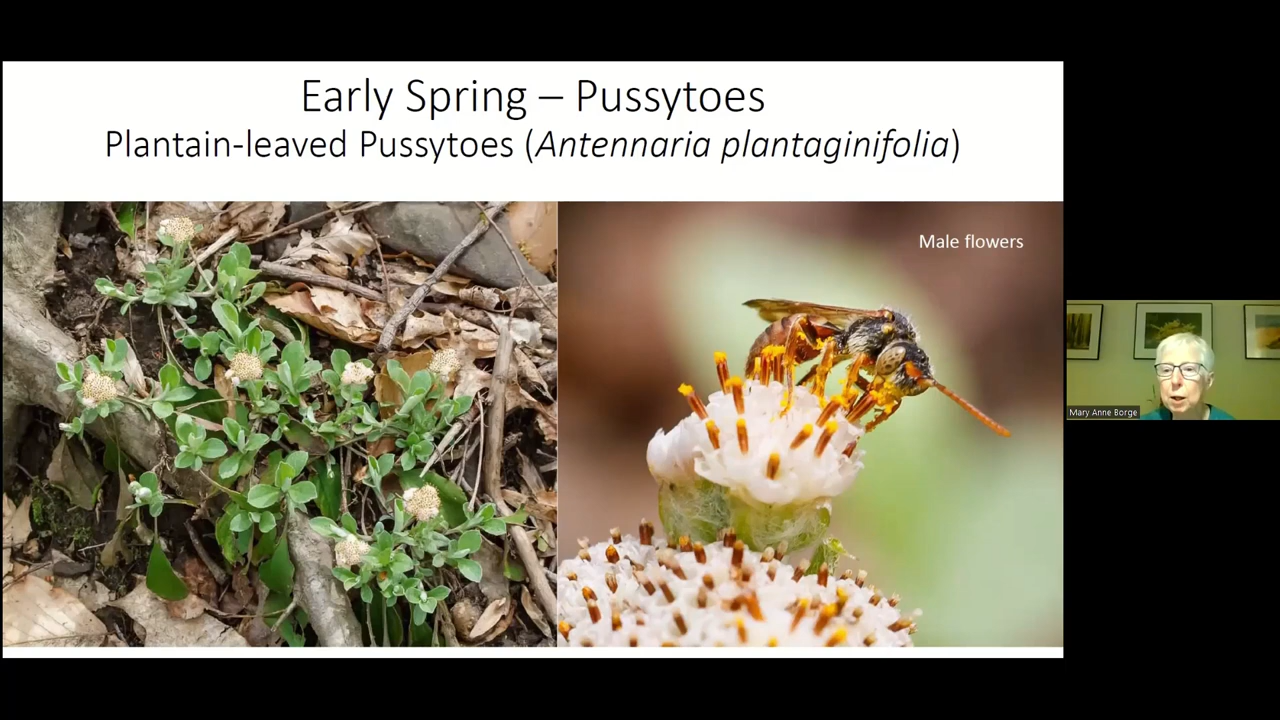 Early Spring – Pussytoes
Plantain-leaved Pussytoes (Antennaria plantaginifolia)
Male flowers
Mary Anne Borge